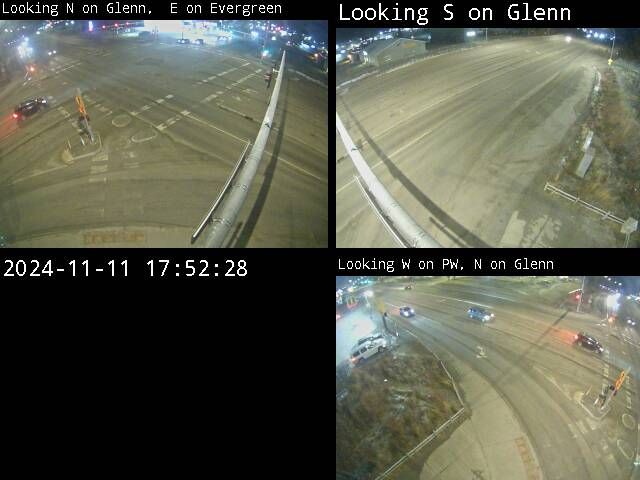 Looking N on Glenn,  E on Evergreen
Looking S on Glenn
2024-11-11 17:52:28
Looking W on PW, N on Glenn